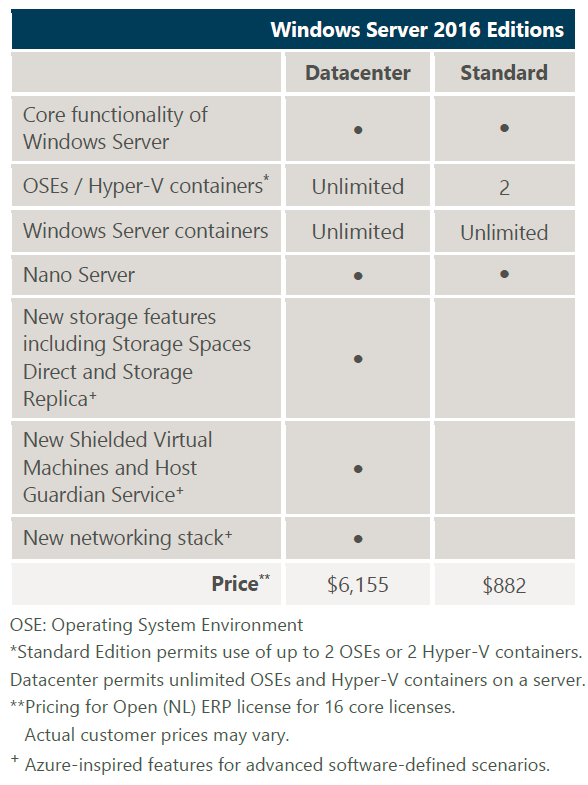 Windows Server 2016 Editions
Datacenter Standard
Core functionality of
Windows Server • •
OSEs / Hyper-V containers* Unlimited 2
Windows Server containers Unlimited Unlimited
Nano Server • •
New storage features
including Storage Spaces
Direct and Storage
Replica+ •
New Shielded Virtual
Machines and Host
Guardian Service+ •
New networking stack+ •
Price** $6,155 $882
OSE: Operating System Environment
*Standard Edition permits use of up to 2 OSEs or 2 Hyper-V containers.
Datacenter permits unlimited OSEs and Hyper-V containers on a server.
**Pricing for Open (NL) ERP license for 16 core licenses.
Actual customer prices may vary.
+ Azure-inspired features for advanced software-defined scenarios.